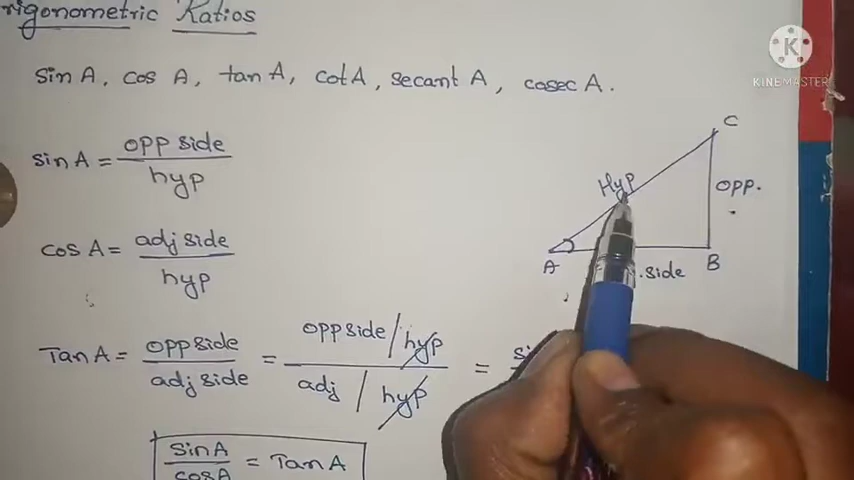 Trigonometric Ratios
sin A, cos A, tan A, cot A, secant A, cosec A.
K
KINEMASTER
sin A = opp side / hyp
cos A = adj side / hyp
Tan A = opp side / adj side = opp side / hyp / adj / hyp =
sin A / cos A = Tan A
C
Hyp
opp.
A
side
B